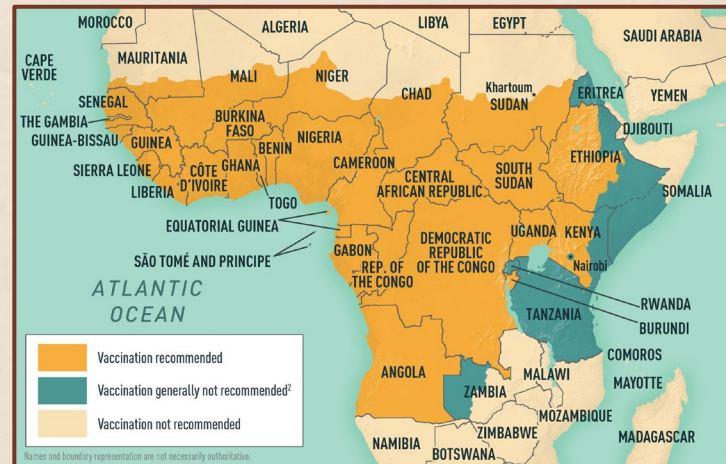 MOROCCO
ALGERIA
LIBYA
EGYPT
SAUDI ARABIA
CAPE
VERDE
MAURITANIA
MALI
NIGER
CHAD
Khartoum
SUDAN
ERITREA
YEMEN
SENEGAL
THE GAMBIA
GUINEA-BISSAU
GUINEA
BURKINA
FASO
BENIN
NIGERIA
DJIBOUTI
SIERRA LEONE
LIBERIA
CÔTE
D'IVOIRE
GHANA
TOGO
CAMEROON
CENTRAL
AFRICAN REPUBLIC
SOUTH
SUDAN
ETHIOPIA
SOMALIA
EQUATORIAL GUINEA
SÃO TOMÉ AND PRINCIPE
GABON
REP. OF
THE CONGO
DEMOCRATIC
REPUBLIC
OF THE CONGO
UGANDA
KENYA
Nairobi
ATLANTIC
OCEAN
RWANDA
BURUNDI
TANZANIA
COMOROS
ANGOLA
ZAMBIA
MALAWI
MAYOTTE
MOZAMBIQUE
ZIMBABWE
MADAGASCAR
NAMIBIA
BOTSWANA
Vaccination recommended
Vaccination generally not recommended²
Vaccination not recommended
Names and boundary representation are not necessarily authoritative.